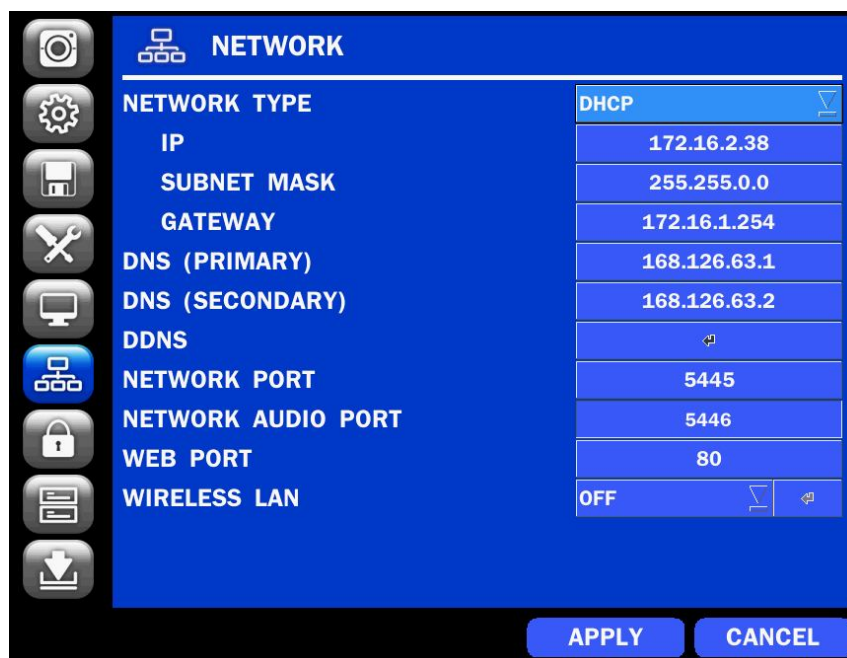 NETWORK
NETWORK TYPE DHCP
IP 172.16.2.38
SUBNET MASK 255.255.0.0
GATEWAY 172.16.1.254
DNS (PRIMARY) 168.126.63.1
DNS (SECONDARY) 168.126.63.2
DDNS
NETWORK PORT 5445
NETWORK AUDIO PORT 5446
WEB PORT 80
WIRELESS LAN OFF
APPLY CANCEL